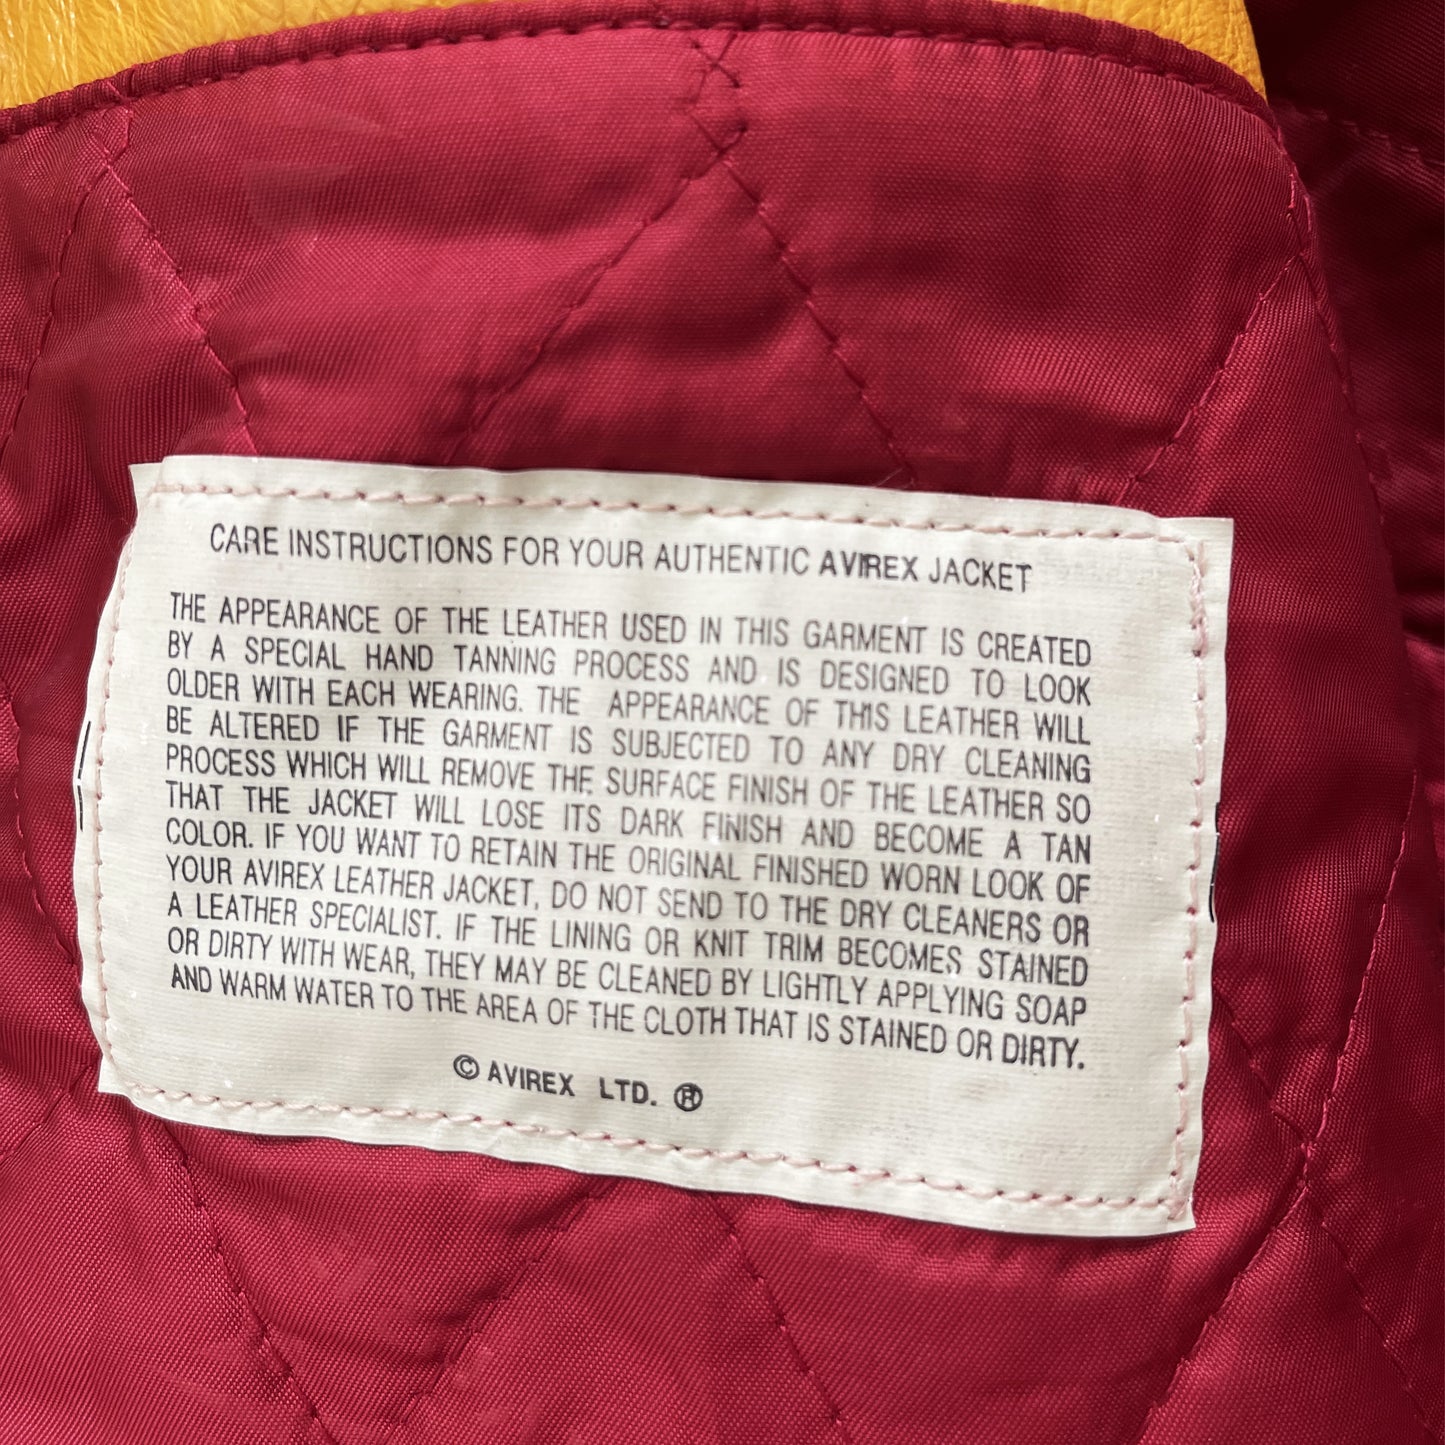 CARE INSTRUCTIONS FOR YOUR AUTHENTIC AVIREX JACKET
THE APPEARANCE OF THE LEATHER USED IN THIS GARMENT IS CREATED
BY A SPECIAL HAND TANNING PROCESS AND IS DESIGNED TO LOOK
OLDER WITH EACH WEARING. THE APPEARANCE OF THIS LEATHER WILL
BE ALTERED IF THE GARMENT IS SUBJECTED TO ANY DRY CLEANING
PROCESS WHICH WILL REMOVE THE SURFACE FINISH OF THE LEATHER SO
THAT THE JACKET WILL LOSE ITS DARK FINISH AND BECOME A TAN
COLOR. IF YOU WANT TO RETAIN THE ORIGINAL FINISHED WORN LOOK OF
YOUR AVIREX LEATHER JACKET, DO NOT SEND TO THE DRY CLEANERS OR
A LEATHER SPECIALIST. IF THE LINING OR KNIT TRIM BECOMES STAINED
OR DIRTY WITH WEAR, THEY MAY BE CLEANED BY LIGHTLY APPLYING SOAP
AND WARM WATER TO THE AREA OF THE CLOTH THAT IS STAINED OR DIRTY.
© AVIREX LTD. ®